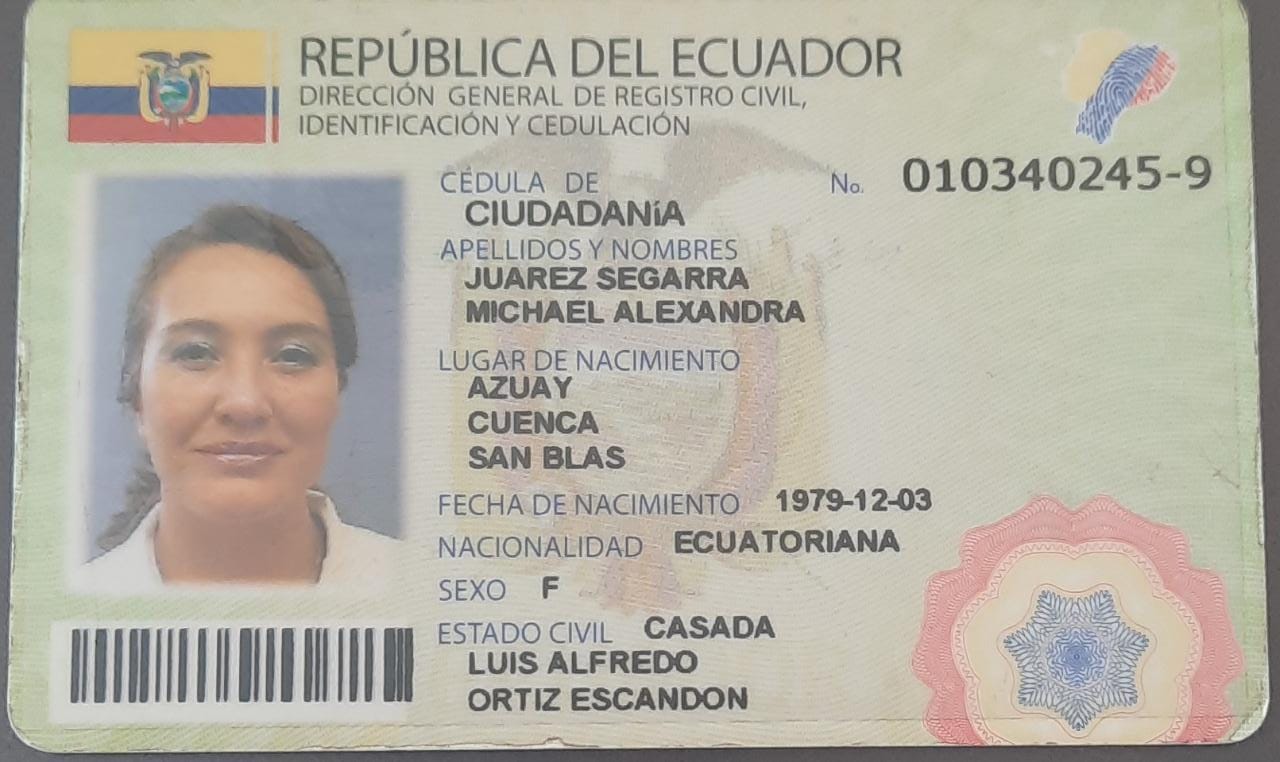 REPÚBLICA DEL ECUADOR
DIRECCIÓN GENERAL DE REGISTRO CIVIL,
IDENTIFICACIÓN Y CEDULACIÓN
CÉDULA DE No. 010340245-9
CIUDADANíA
APELLIDOS Y NOMBRES
JUAREZ SEGARRA
MICHAEL ALEXANDRA
LUGAR DE NACIMIENTO
AZUAY
CUENCA
SAN BLAS
FECHA DE NACIMIENTO 1979-12-03
NACIONALIDAD ECUATORIANA
SEXO F
ESTADO CIVIL CASADA
LUIS ALFREDO
ORTIZ ESCANDON